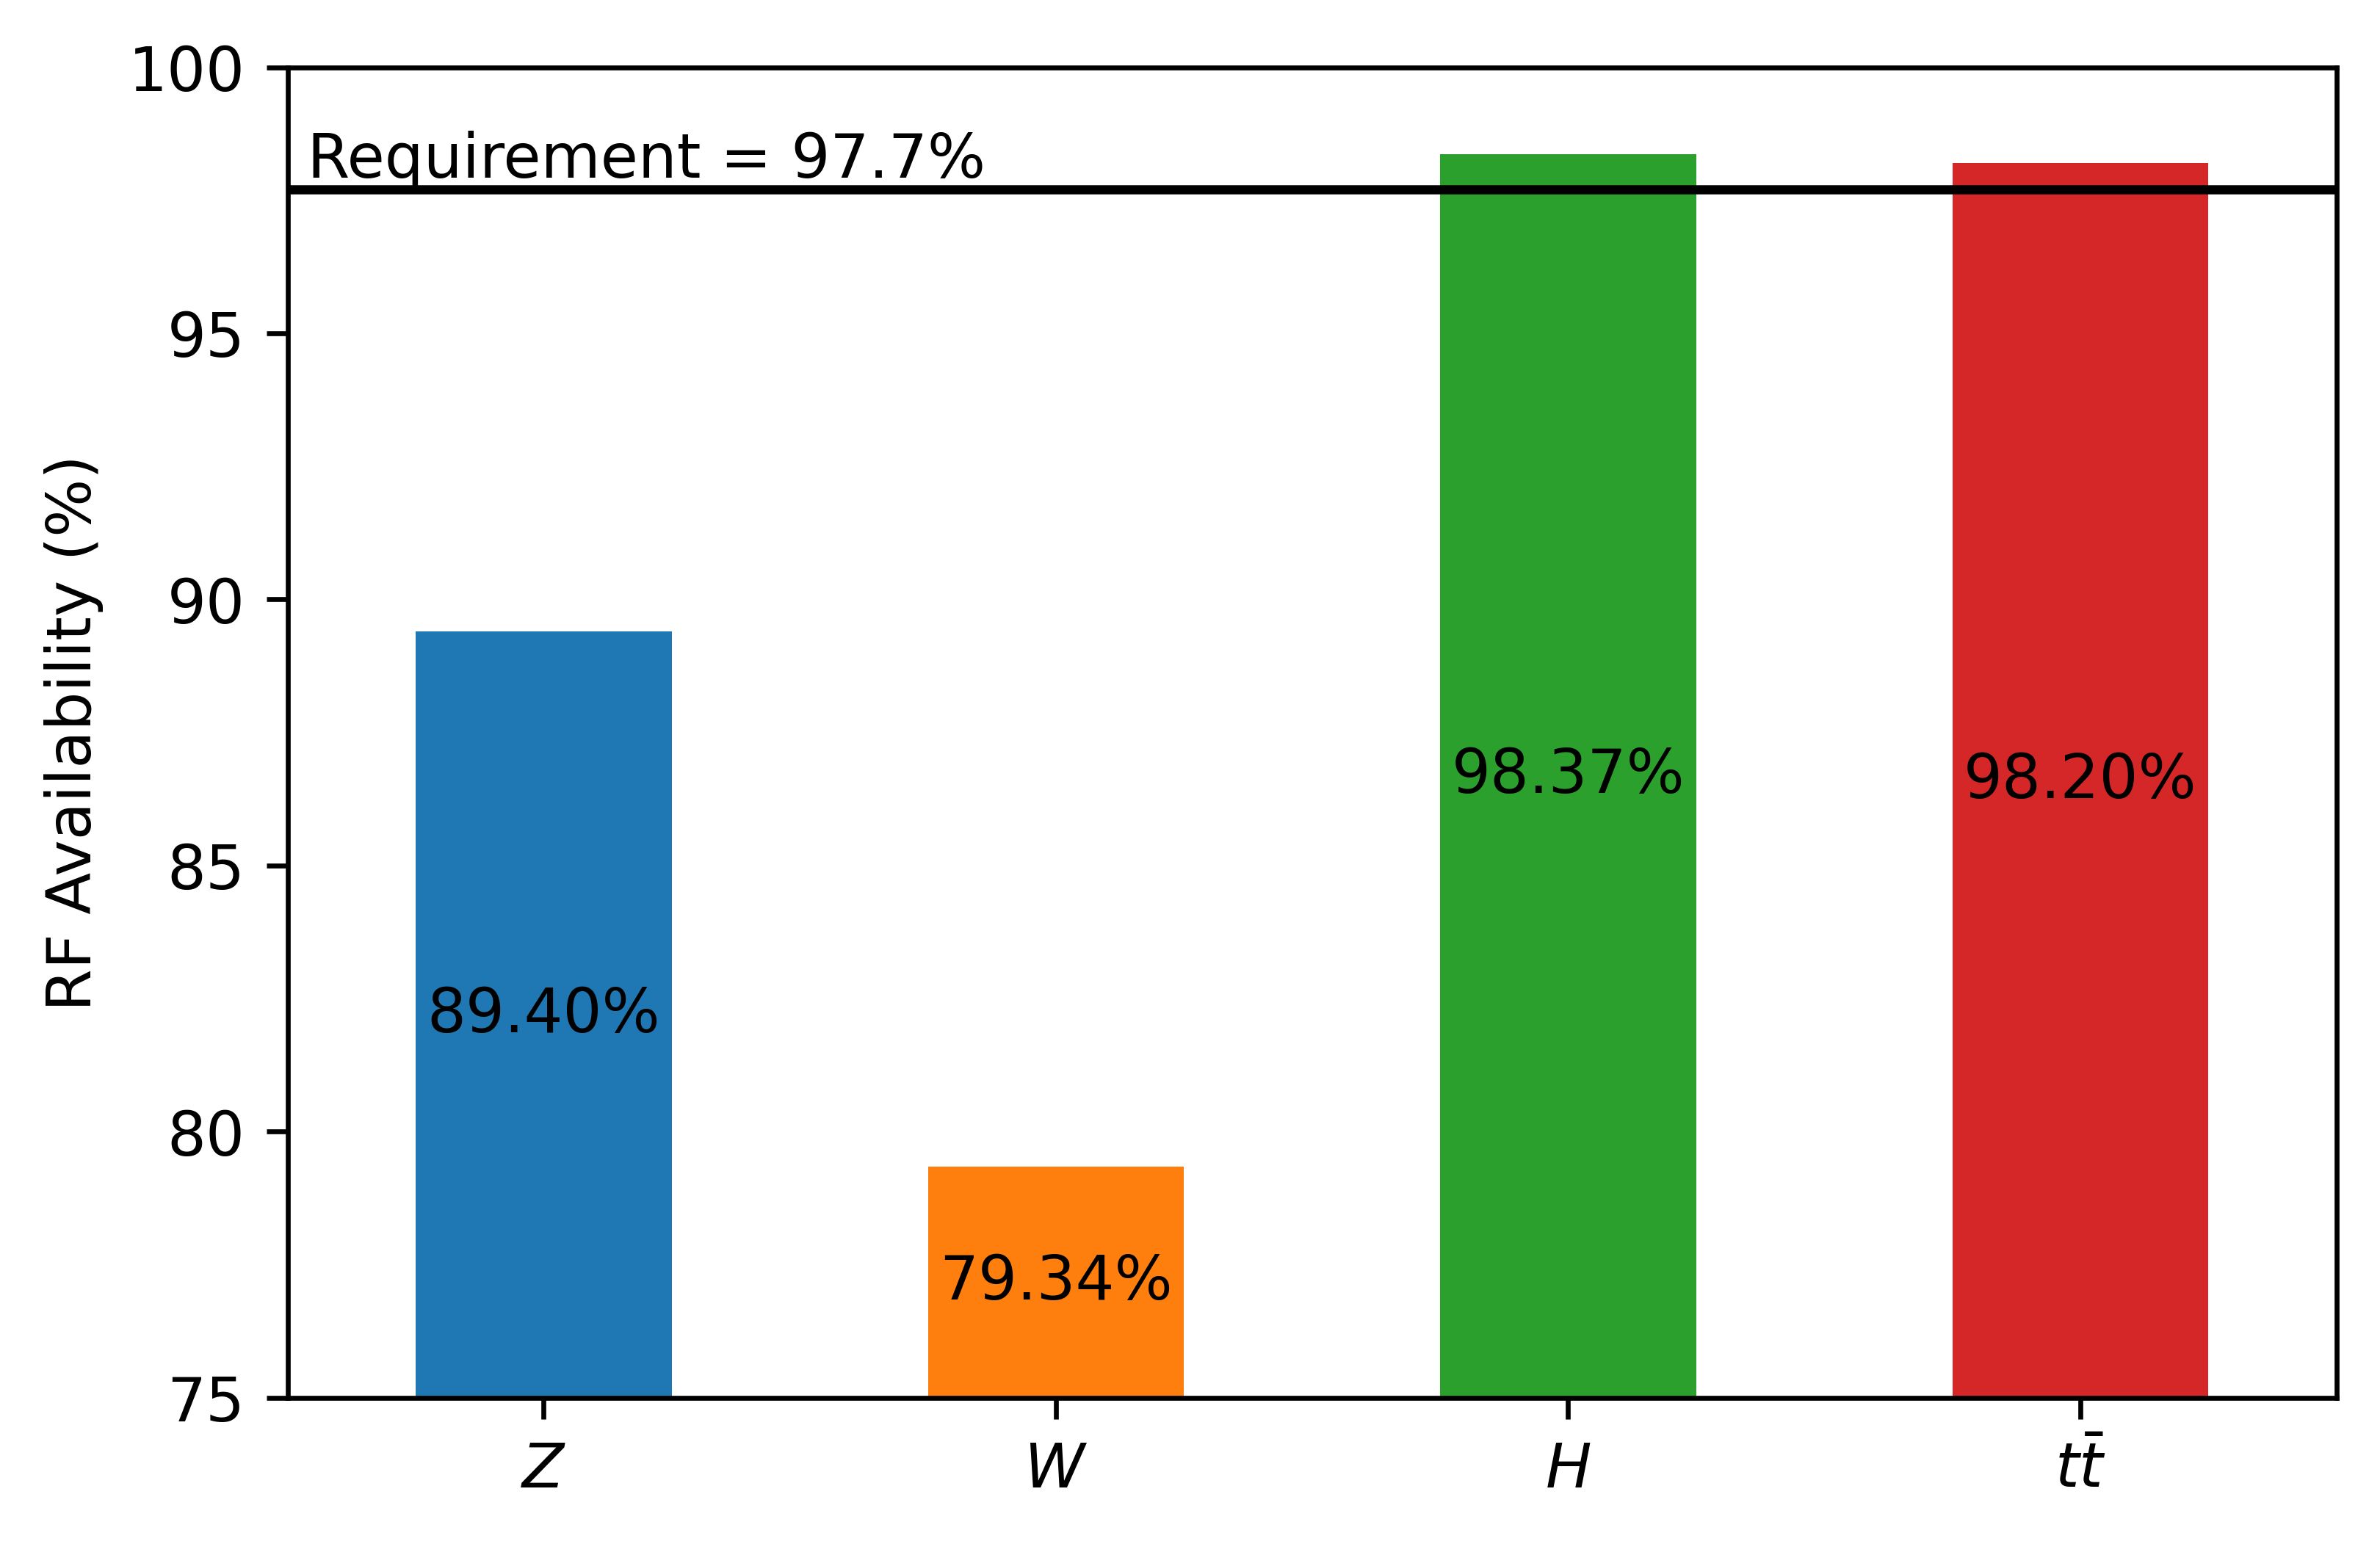 100
Requirement = 97.7%
95
90
85
80
75
RF Availability (%)
89.40%
79.34%
98.37%
98.20%
Z
W
H
tt̄